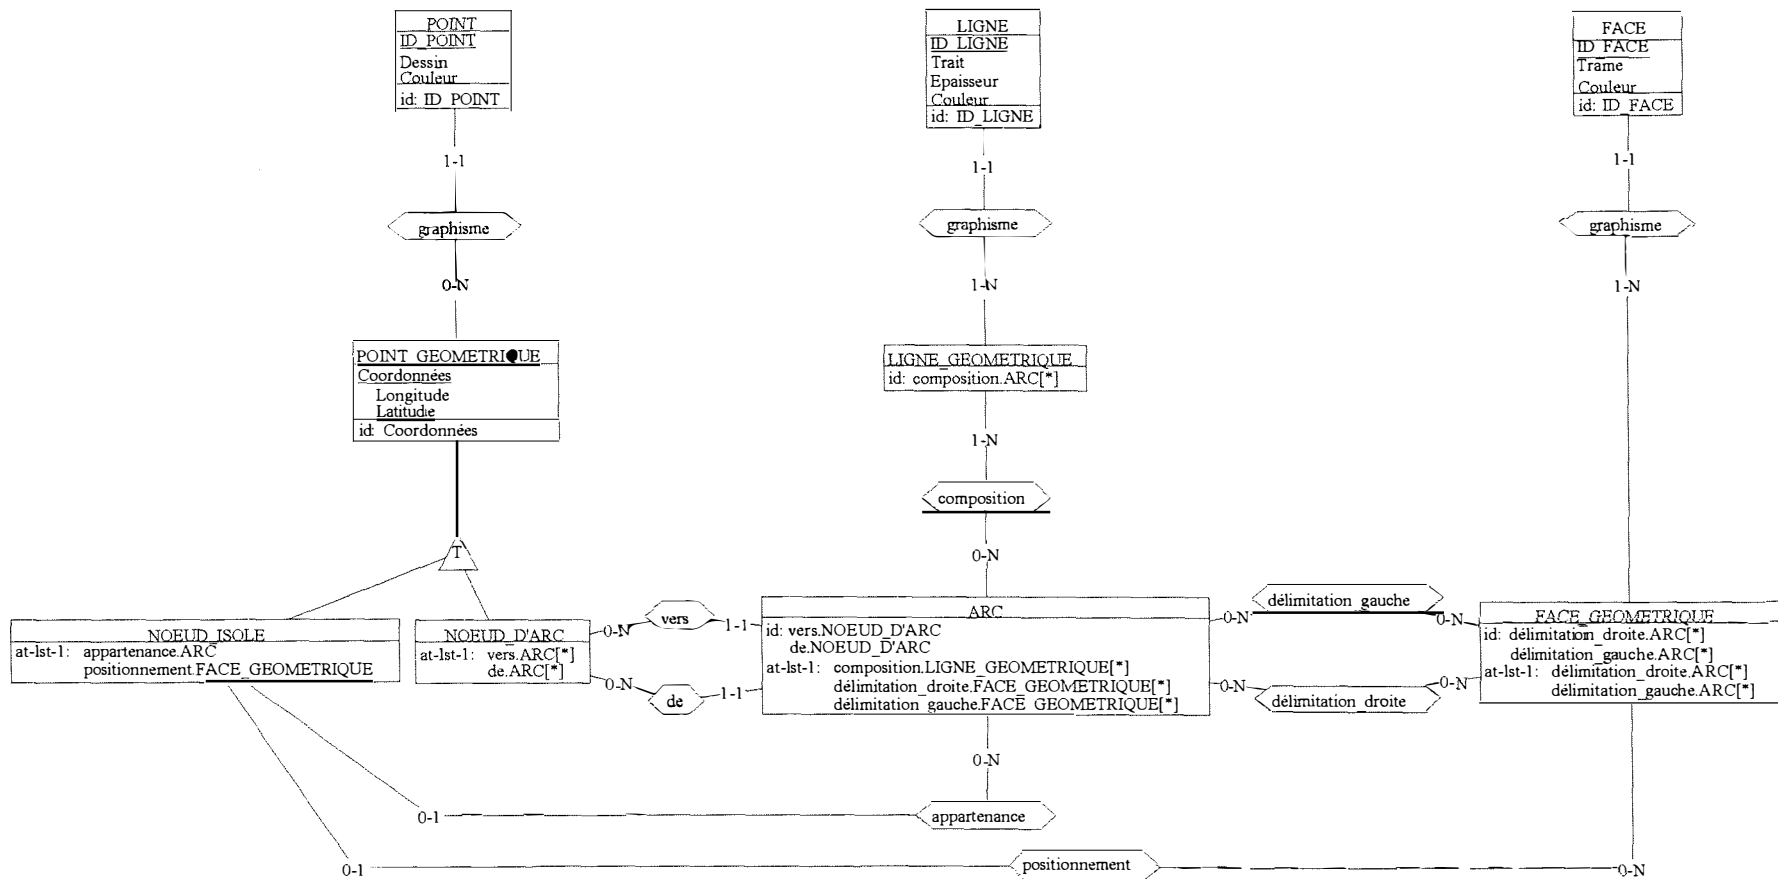 POINT
ID_POINT
Dessin
Couleur
id: ID_POINT
LIGNE
ID_LIGNE
Trait
Epaisseur
Couleur
id: ID_LIGNE
FACE
ID_FACE
Trame
Couleur
id: ID_FACE
1-1
1-1
1-1
graphisme
graphisme
graphisme
0-N
1-N
1-N
POINT_GEOMETRIQUE
Coordonnées
Longitude
Latitude
id: Coordonnées
LIGNE_GEOMETRIQUE
id: composition.ARC[*]
1-N
composition
0-N
T
NOEUD_ISOLE
at-lst-1: appartenance.ARC
positionnement.FACE_GEOMETRIQUE
NOEUD_D'ARC
at-lst-1: vers.ARC[*]
de.ARC[*]
0-N
vers
1-1
0-N
de
1-1
ARC
id: vers.NOEUD_D'ARC
de.NOEUD_D'ARC
at-lst-1: composition.LIGNE_GEOMETRIQUE[*]
délimitation_droite.FACE_GEOMETRIQUE[*]
délimitation_gauche.FACE_GEOMETRIQUE[*]
0-N
délimitation_gauche
0-N
0-N
délimitation_droite
0-N
FACE_GEOMETRIQUE
id: délimitation_droite.ARC[*]
délimitation_gauche.ARC[*]
at-lst-1: délimitation_droite.ARC[*]
délimitation_gauche.ARC[*]
0-N
0-1
appartenance
0-1
positionnement
0-N